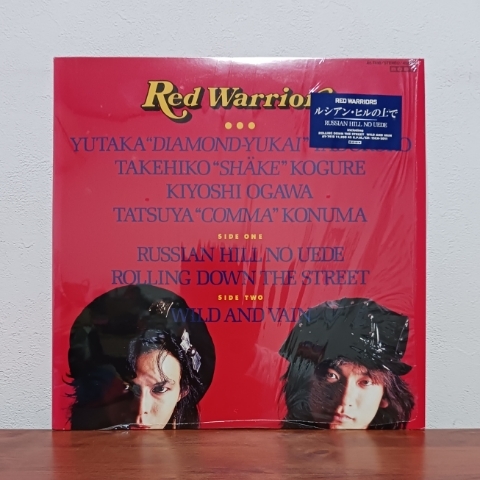 Red Warriors
RED WARRIORS
ルシアン・ヒルの上で
RUSSIAN HILL NO UEDE
YUTAKA "DIAMOND-YUKAI"
TAKEHIKO "SHÄKE" KOGURE
KIYOSHI OGAWA
TATSUYA "COMMA" KONUMA
SIDE ONE
RUSSIAN HILL NO UEDE
ROLLING DOWN THE STREET
SIDE TWO
WILD AND VAIN